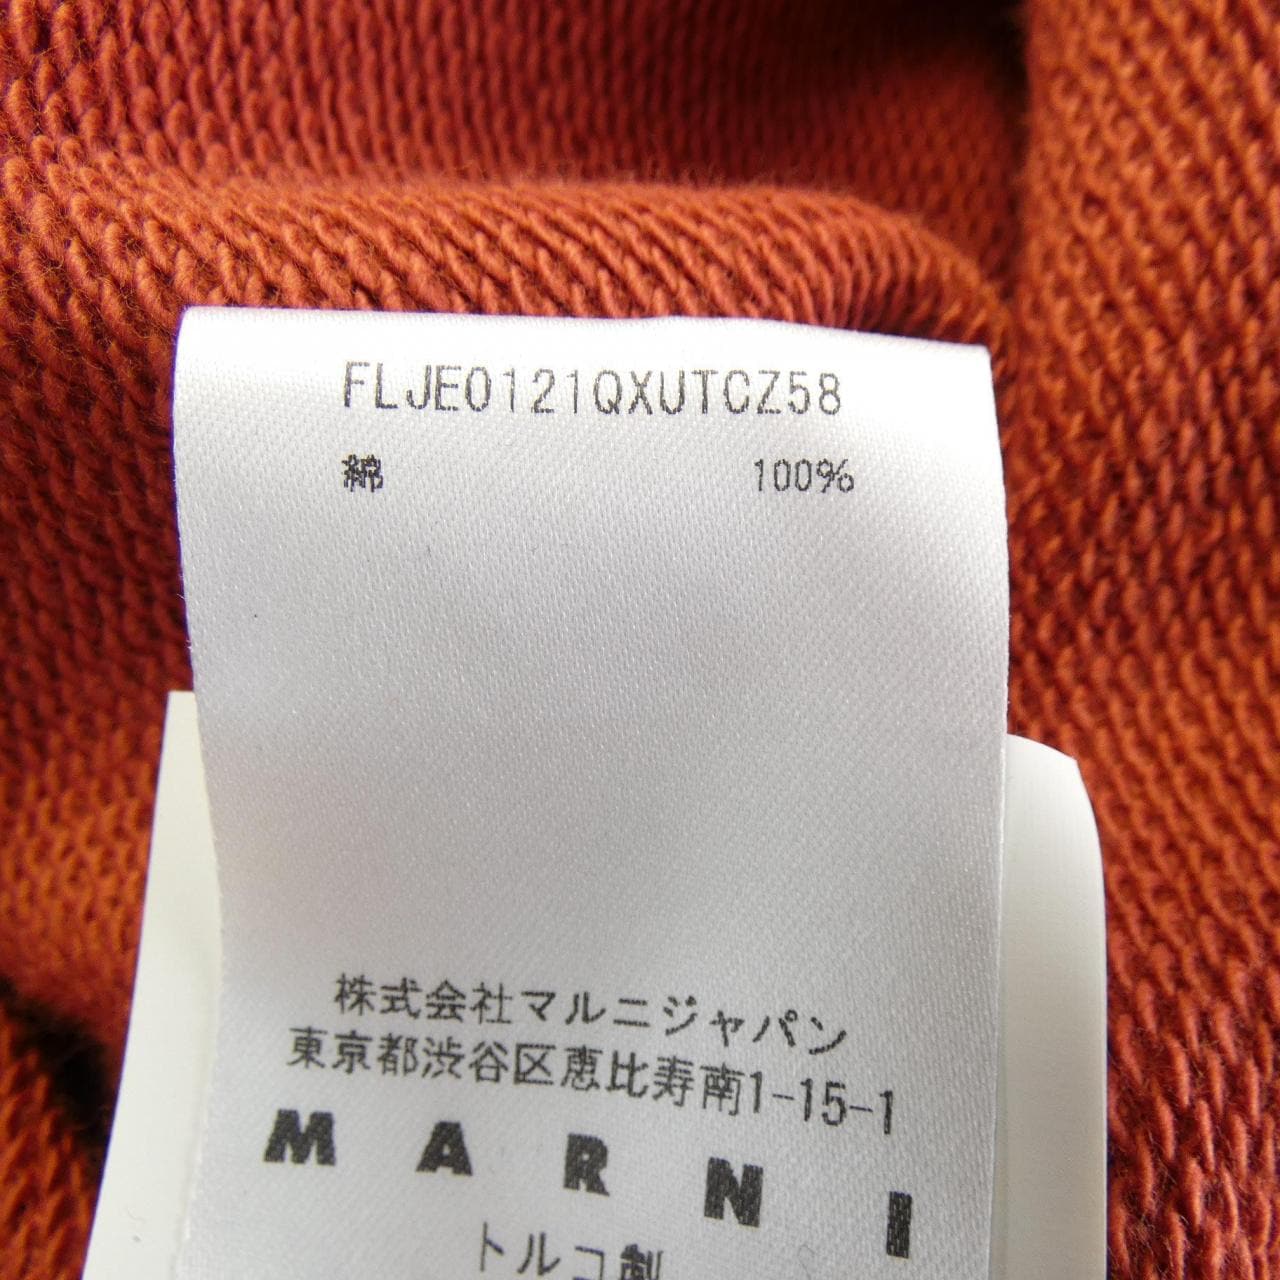 FLJE0121QXUTCZ58
綿 100%
株式会社マルニジャパン
東京都渋谷区恵比寿南1-15-1
MARNI
トルコ製